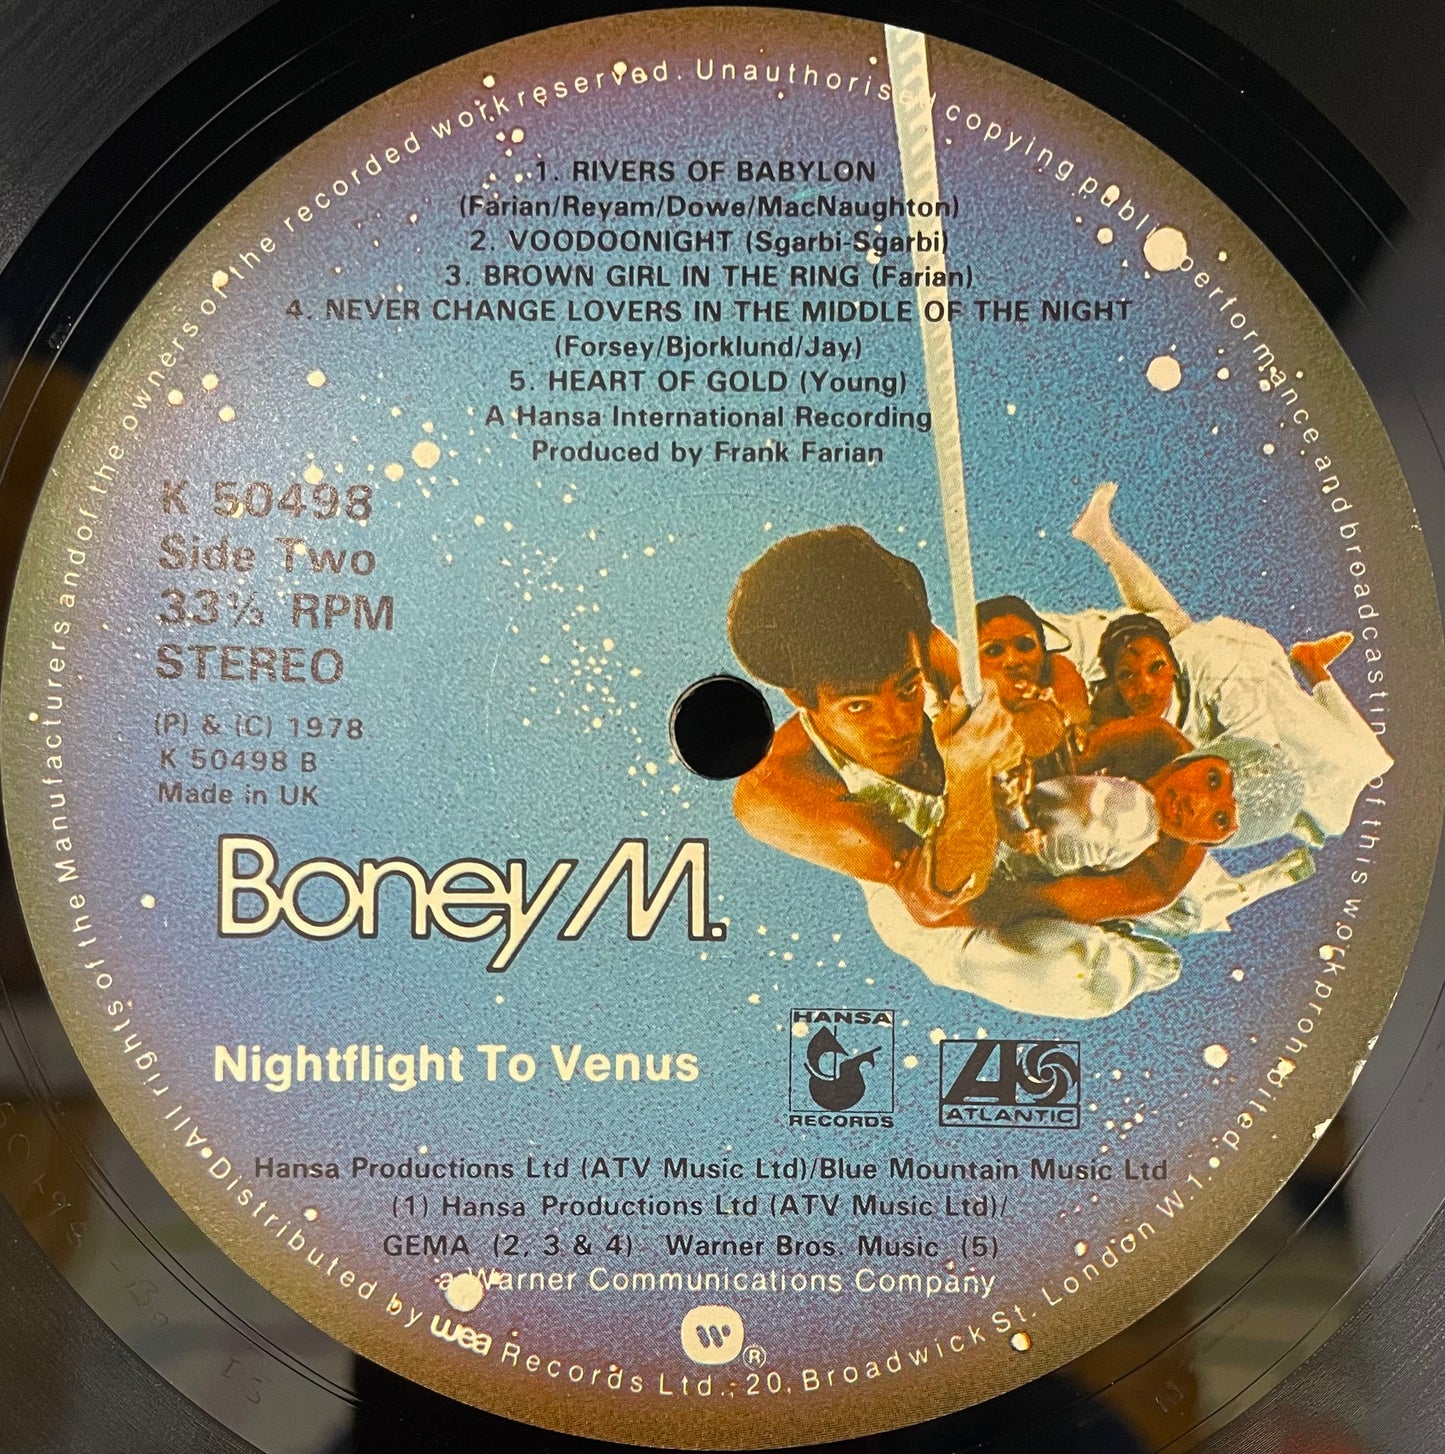 1. RIVERS OF BABYLON
(Farian/Reyam/Dowe/MacNaughton)
2. VOODOONIGHT (Sgarbi-Sgarbi)
3. BROWN GIRL IN THE RING (Farian)
4. NEVER CHANGE LOVERS IN THE MIDDLE OF THE NIGHT
(Forsey/Bjorklund/Jay)
5. HEART OF GOLD (Young)
A Hansa International Recording
Produced by Frank Farian
K 50498
Side Two
33⅓ RPM
STEREO
(P) & (C) 1978
K 50498 B
Made in UK
Boney M.
Nightflight To Venus
HANSA
RECORDS
ATLANTIC
Hansa Productions Ltd (ATV Music Ltd)/Blue Mountain Music Ltd
(1) Hansa Productions Ltd (ATV Music Ltd)/
GEMA (2, 3 & 4) Warner Bros. Music (5)
a Warner Communications Company
W ®
All rights of the Manufacturers and of the owners of the recorded work reserved. Unauthorised copying public performance and broadcasting of this work prohibited.
• Distributed by wea Records Ltd., 20, Broadwick St. London W.1. •